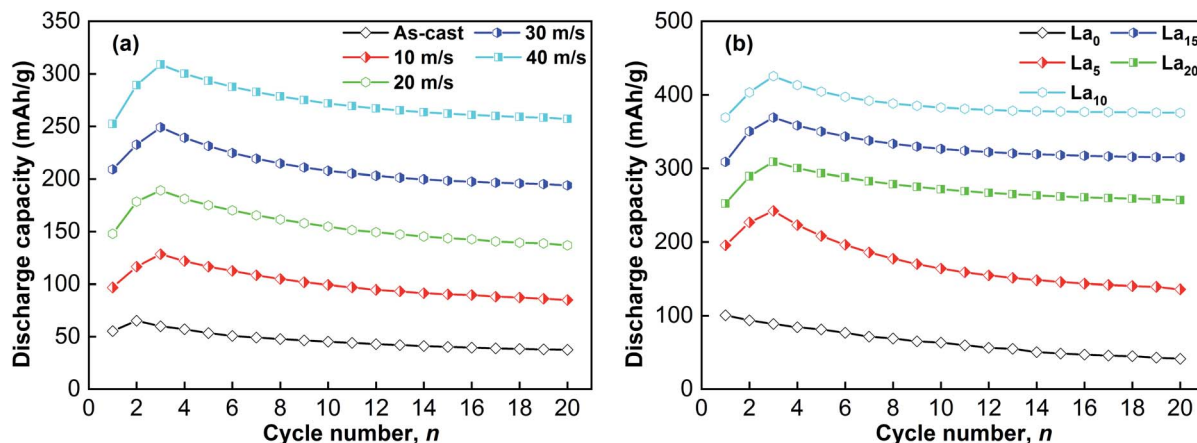 (a)
As-cast
10 m/s
20 m/s
30 m/s
40 m/s
Discharge capacity (mAh/g)
350
300
250
200
150
100
50
0
0 2 4 6 8 10 12 14 16 18 20
Cycle number, n
(b)
La₀
La₅
La₁₀
La₁₅
La₂₀
Discharge capacity (mAh/g)
500
400
300
200
100
0
0 2 4 6 8 10 12 14 16 18 20
Cycle number, n